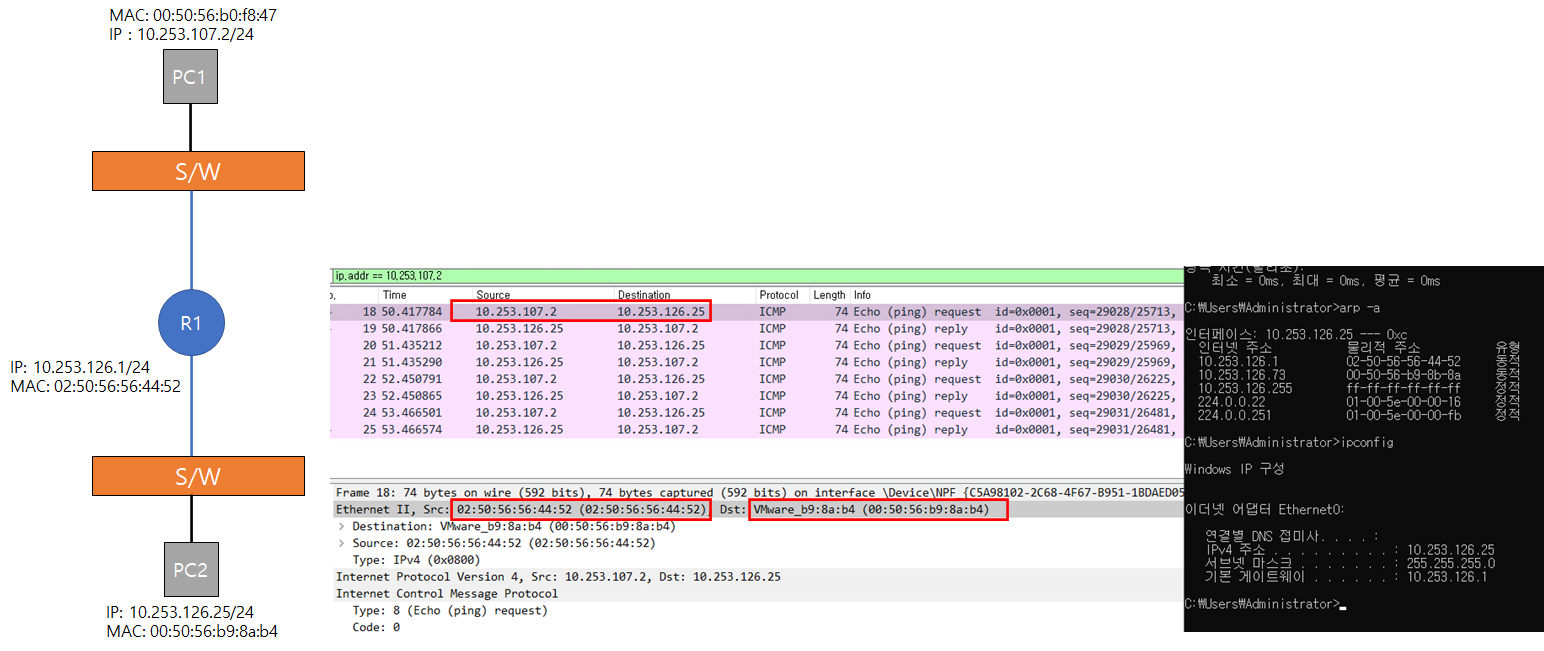 MAC: 00:50:56:b0:f8:47
IP : 10.253.107.2/24
PC1
S/W
R1
IP: 10.253.126.1/24
MAC: 02:50:56:56:44:52
S/W
PC2
IP: 10.253.126.25/24
MAC: 00:50:56:b9:8a:b4
ip.addr == 10.253.107.2
Time Source Destination Protocol Length Info
18 50.417784 10.253.107.2 10.253.126.25 ICMP 74 Echo (ping) request id=0x0001, seq=29028/25713,
19 50.417866 10.253.126.25 10.253.107.2 ICMP 74 Echo (ping) reply id=0x0001, seq=29028/25713,
20 51.435212 10.253.107.2 10.253.126.25 ICMP 74 Echo (ping) request id=0x0001, seq=29029/25969,
21 51.435290 10.253.126.25 10.253.107.2 ICMP 74 Echo (ping) reply id=0x0001, seq=29029/25969,
22 52.450791 10.253.107.2 10.253.126.25 ICMP 74 Echo (ping) request id=0x0001, seq=29030/26225,
23 52.450865 10.253.126.25 10.253.107.2 ICMP 74 Echo (ping) reply id=0x0001, seq=29030/26225,
24 53.466501 10.253.107.2 10.253.126.25 ICMP 74 Echo (ping) request id=0x0001, seq=29031/26481,
25 53.466574 10.253.126.25 10.253.107.2 ICMP 74 Echo (ping) reply id=0x0001, seq=29031/26481,
Frame 18: 74 bytes on wire (592 bits), 74 bytes captured (592 bits) on interface \Device\NPF_{C5A98102-2C68-4F67-B951-1BDAED05
Ethernet II, Src: 02:50:56:56:44:52 (02:50:56:56:44:52), Dst: VMware_b9:8a:b4 (00:50:56:b9:8a:b4)
> Destination: VMware_b9:8a:b4 (00:50:56:b9:8a:b4)
> Source: 02:50:56:56:44:52 (02:50:56:56:44:52)
Type: IPv4 (0x0800)
Internet Protocol Version 4, Src: 10.253.107.2, Dst: 10.253.126.25
Internet Control Message Protocol
Type: 8 (Echo (ping) request)
Code: 0
최소 = 0ms, 최대 = 0ms, 평균 = 0ms
C:₩Users₩Administrator>arp -a
인터페이스: 10.253.126.25 --- 0xc
인터넷 주소 물리적 주소 유형
10.253.126.1 02-50-56-56-44-52 동적
10.253.126.73 00-50-56-b9-8b-8a 동적
10.253.126.255 ff-ff-ff-ff-ff-ff 정적
224.0.0.22 01-00-5e-00-00-16 정적
224.0.0.251 01-00-5e-00-00-fb 정적
C:₩Users₩Administrator>ipconfig
Windows IP 구성
이더넷 어댑터 Ethernet0:
연결별 DNS 접미사. . . . :
IPv4 주소 . . . . . . . . . : 10.253.126.25
서브넷 마스크 . . . . . . . : 255.255.255.0
기본 게이트웨이 . . . . . . : 10.253.126.1
C:₩Users₩Administrator>